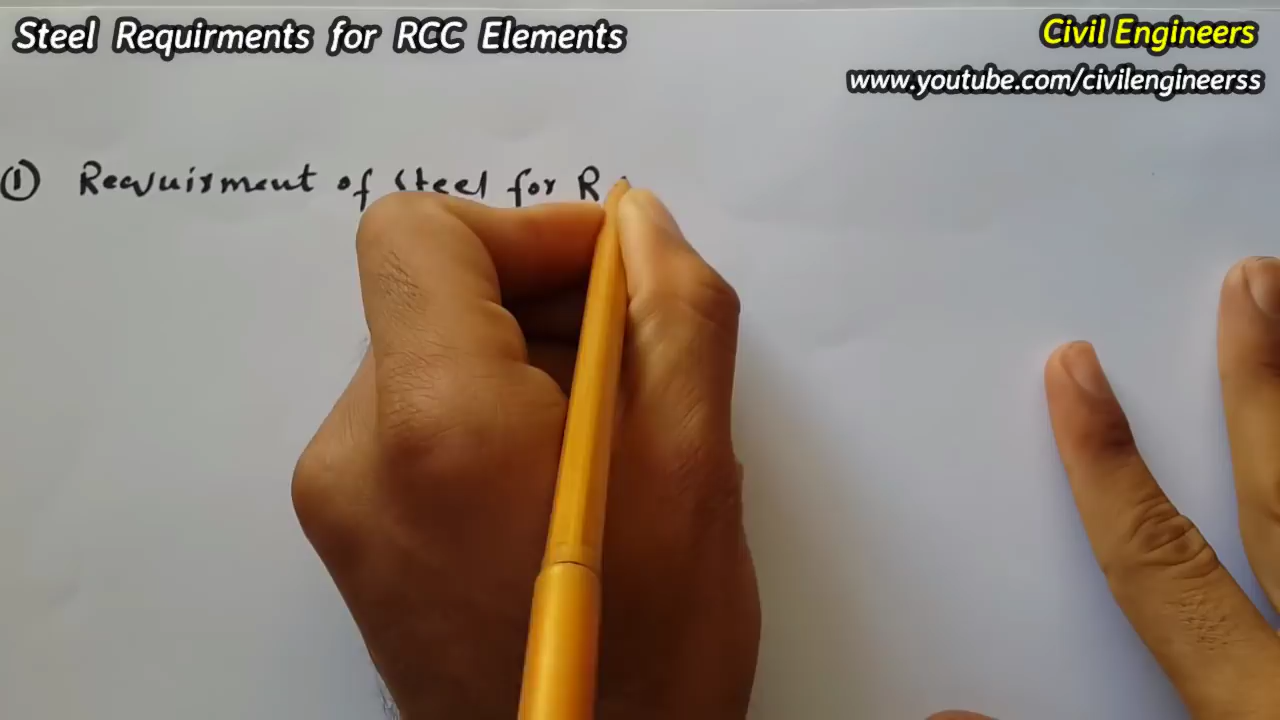 Steel Requirments for RCC Elements
Civil Engineers
www.youtube.com/civilengineerss
① Requirment of steel for R